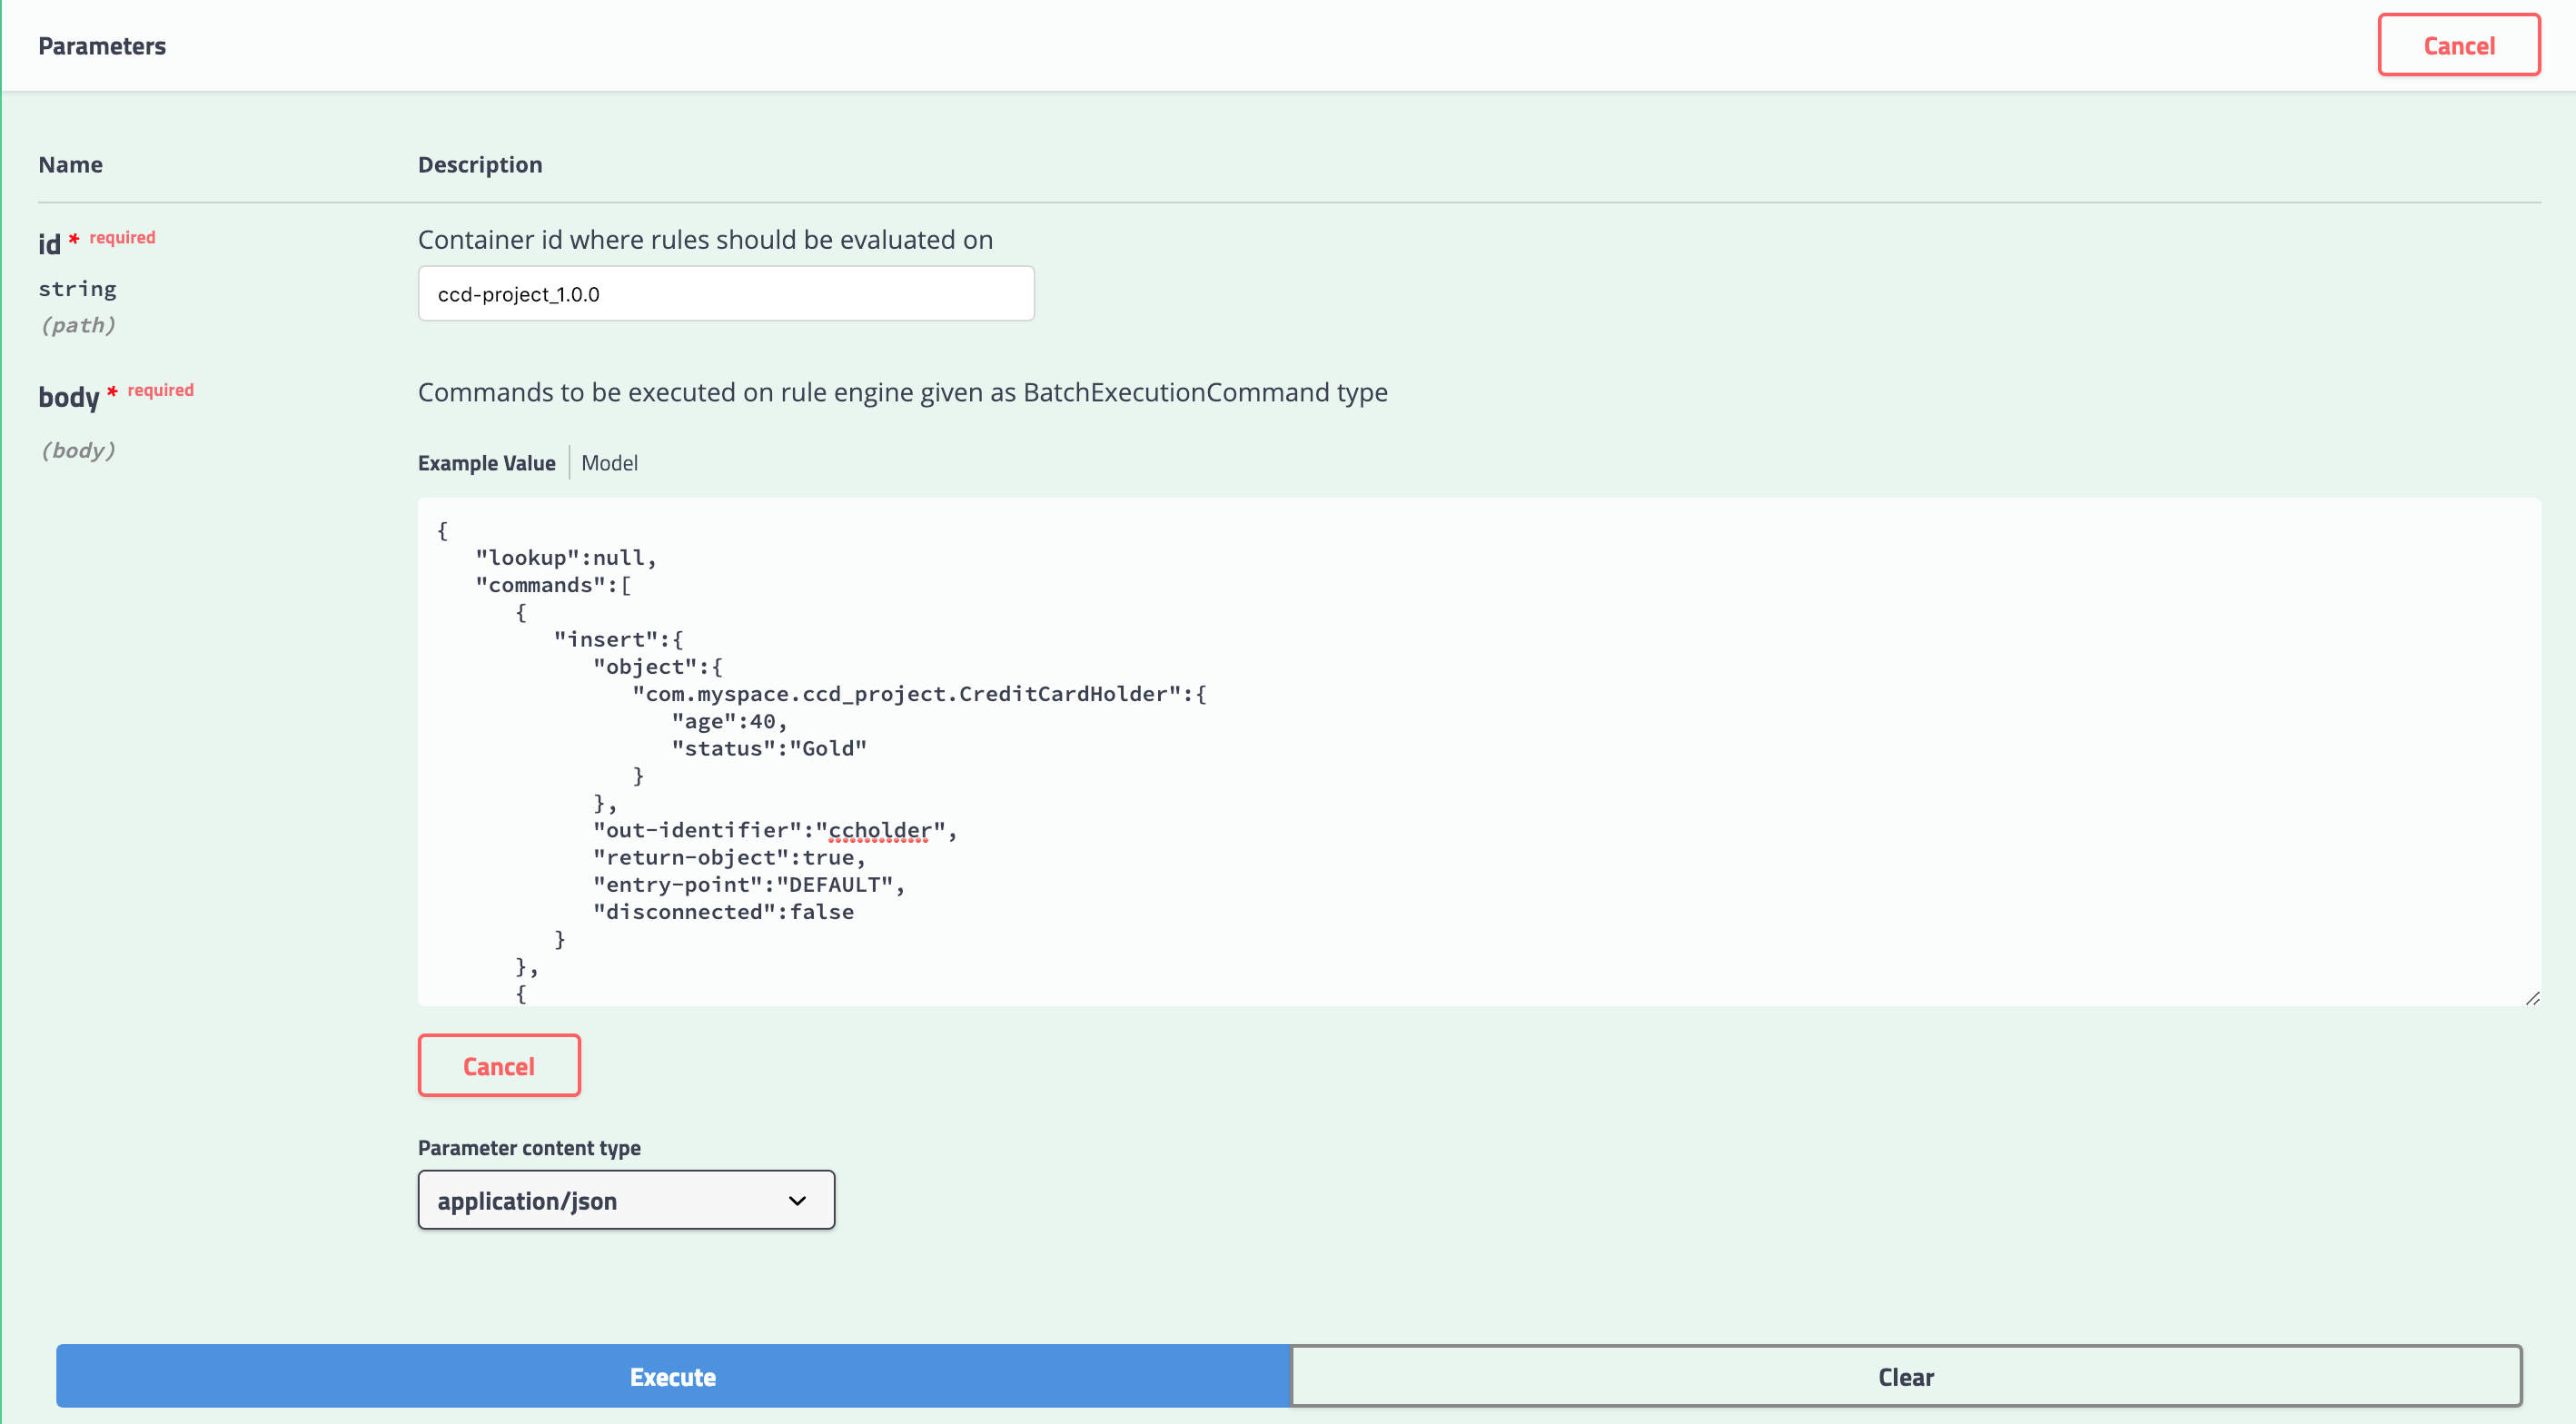 Parameters
Cancel
Name Description
id * required
Container id where rules should be evaluated on
string
(path)
ccd-project_1.0.0
body * required
Commands to be executed on rule engine given as BatchExecutionCommand type
(body)
Example Value Model
{
   "lookup":null,
   "commands":[
      {
         "insert":{
            "object":{
               "com.myspace.ccd_project.CreditCardHolder":{
                  "age":40,
                  "status":"Gold"
               }
            },
            "out-identifier":"ccholder",
            "return-object":true,
            "entry-point":"DEFAULT",
            "disconnected":false
         }
      },
      {
Cancel
Parameter content type
application/json
Execute Clear